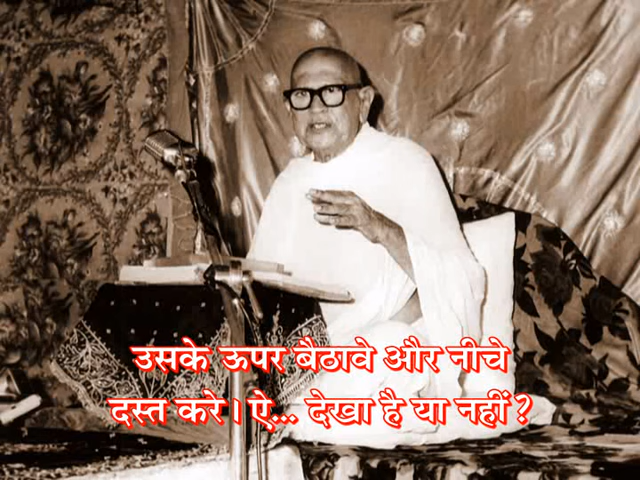 उसके ऊपर बैठावे और नीचे
दस्त करे । ऐ... देखा है या नहीं ?